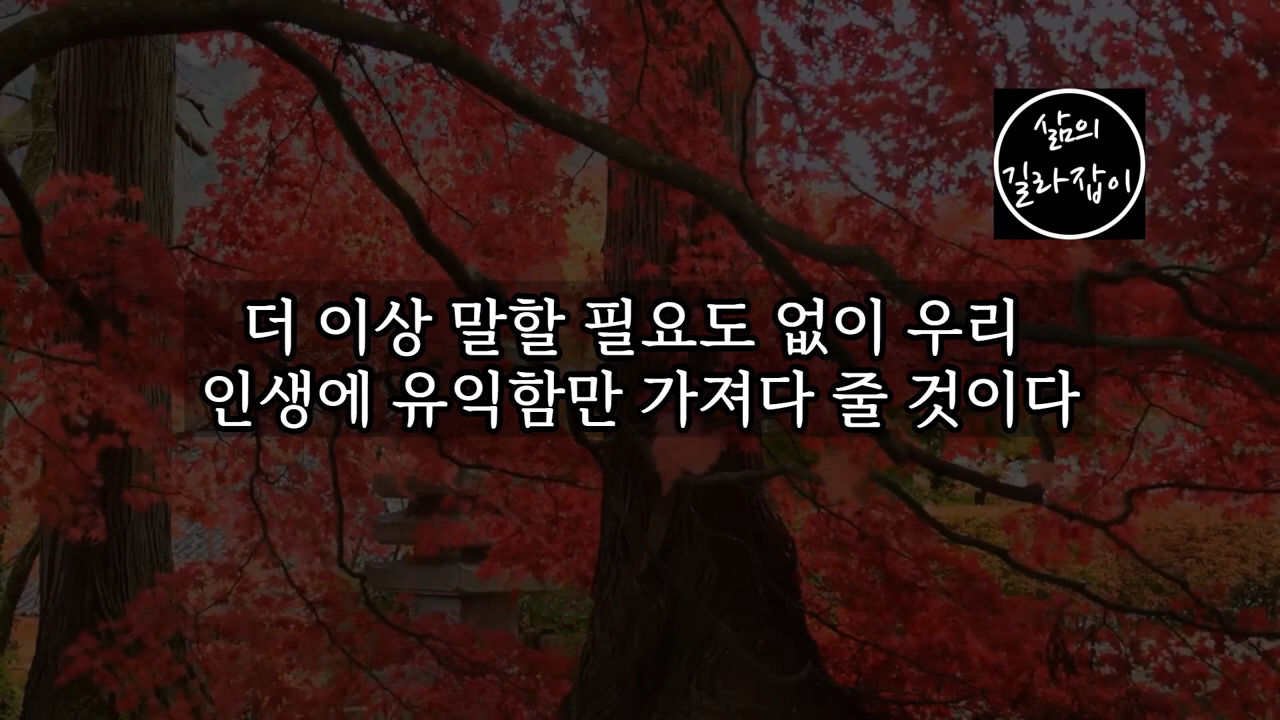 삶의
길라잡이
더 이상 말할 필요도 없이 우리
인생에 유익함만 가져다 줄 것이다